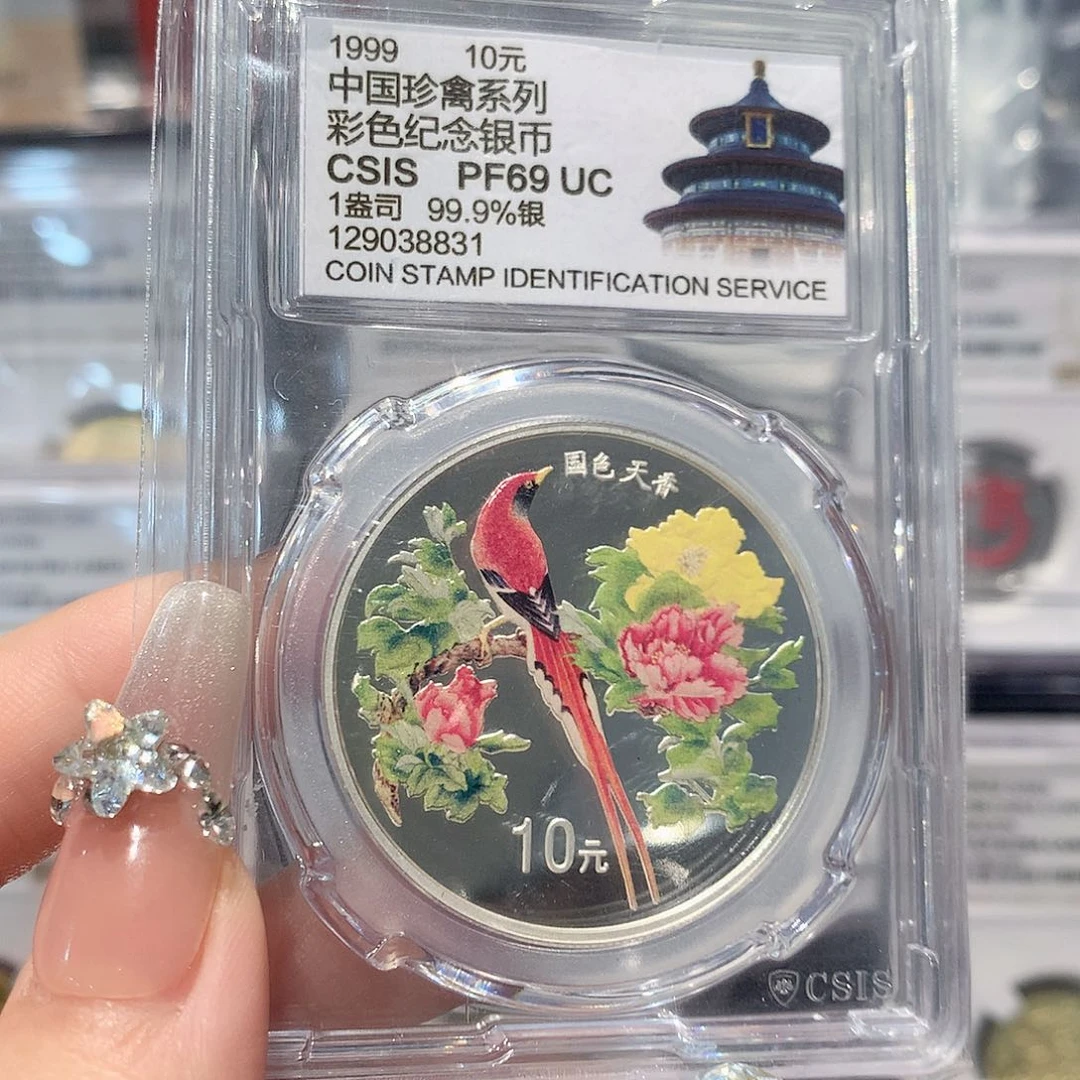 1999 10元
中国珍禽系列
彩色纪念银币
CSIS PF69 UC
1盎司 99.9%银
129038831
COIN STAMP IDENTIFICATION SERVICE
国色天香
10元
CSIS